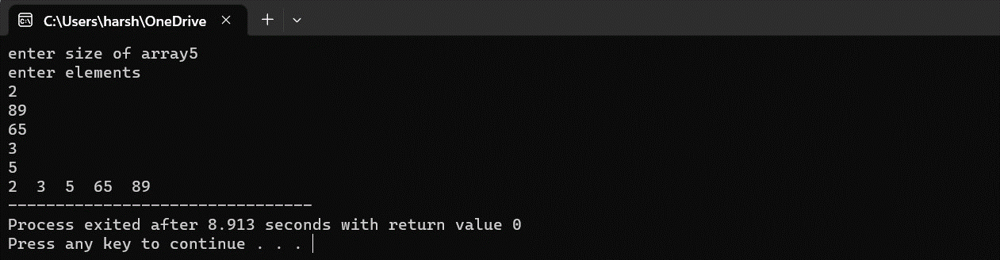 C:\Users\harsh\OneDrive
enter size of array5
enter elements
2
89
65
3
5
2  3  5  65  89
--------------------------------
Process exited after 8.913 seconds with return value 0
Press any key to continue . . .